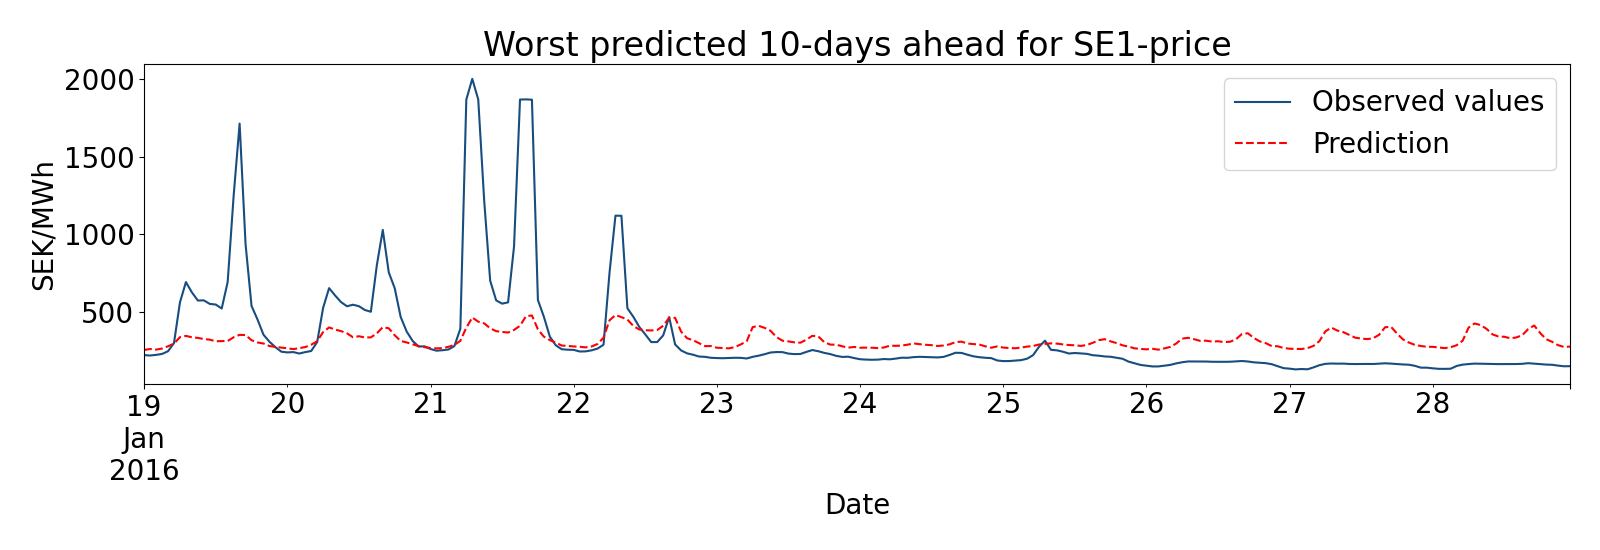 Worst predicted 10-days ahead for SE1-price
SEK/MWh
2000
1500
1000
500
Observed values
Prediction
19 20 21 22 23 24 25 26 27 28
Jan
2016
Date